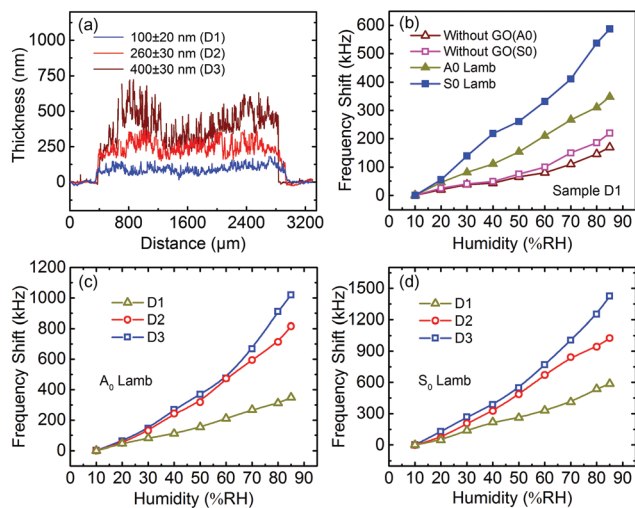 (a)
100±20 nm (D1)
260±30 nm (D2)
400±30 nm (D3)
Thickness (nm)
1000
750
500
250
0
0 800 1600 2400 3200
Distance (µm)
(b)
Without GO(A0)
Without GO(S0)
A0 Lamb
S0 Lamb
Sample D1
Frequency Shift (kHz)
600
500
400
300
200
100
0
0 10 20 30 40 50 60 70 80 90
Humidity (%RH)
(c)
D1
D2
D3
A0 Lamb
Frequency Shift (kHz)
1200
1000
800
600
400
200
0
0 10 20 30 40 50 60 70 80 90
Humidity (%RH)
(d)
D1
D2
D3
S0 Lamb
Frequency Shift (kHz)
1500
1200
900
600
300
0
0 10 20 30 40 50 60 70 80 90
Humidity (%RH)